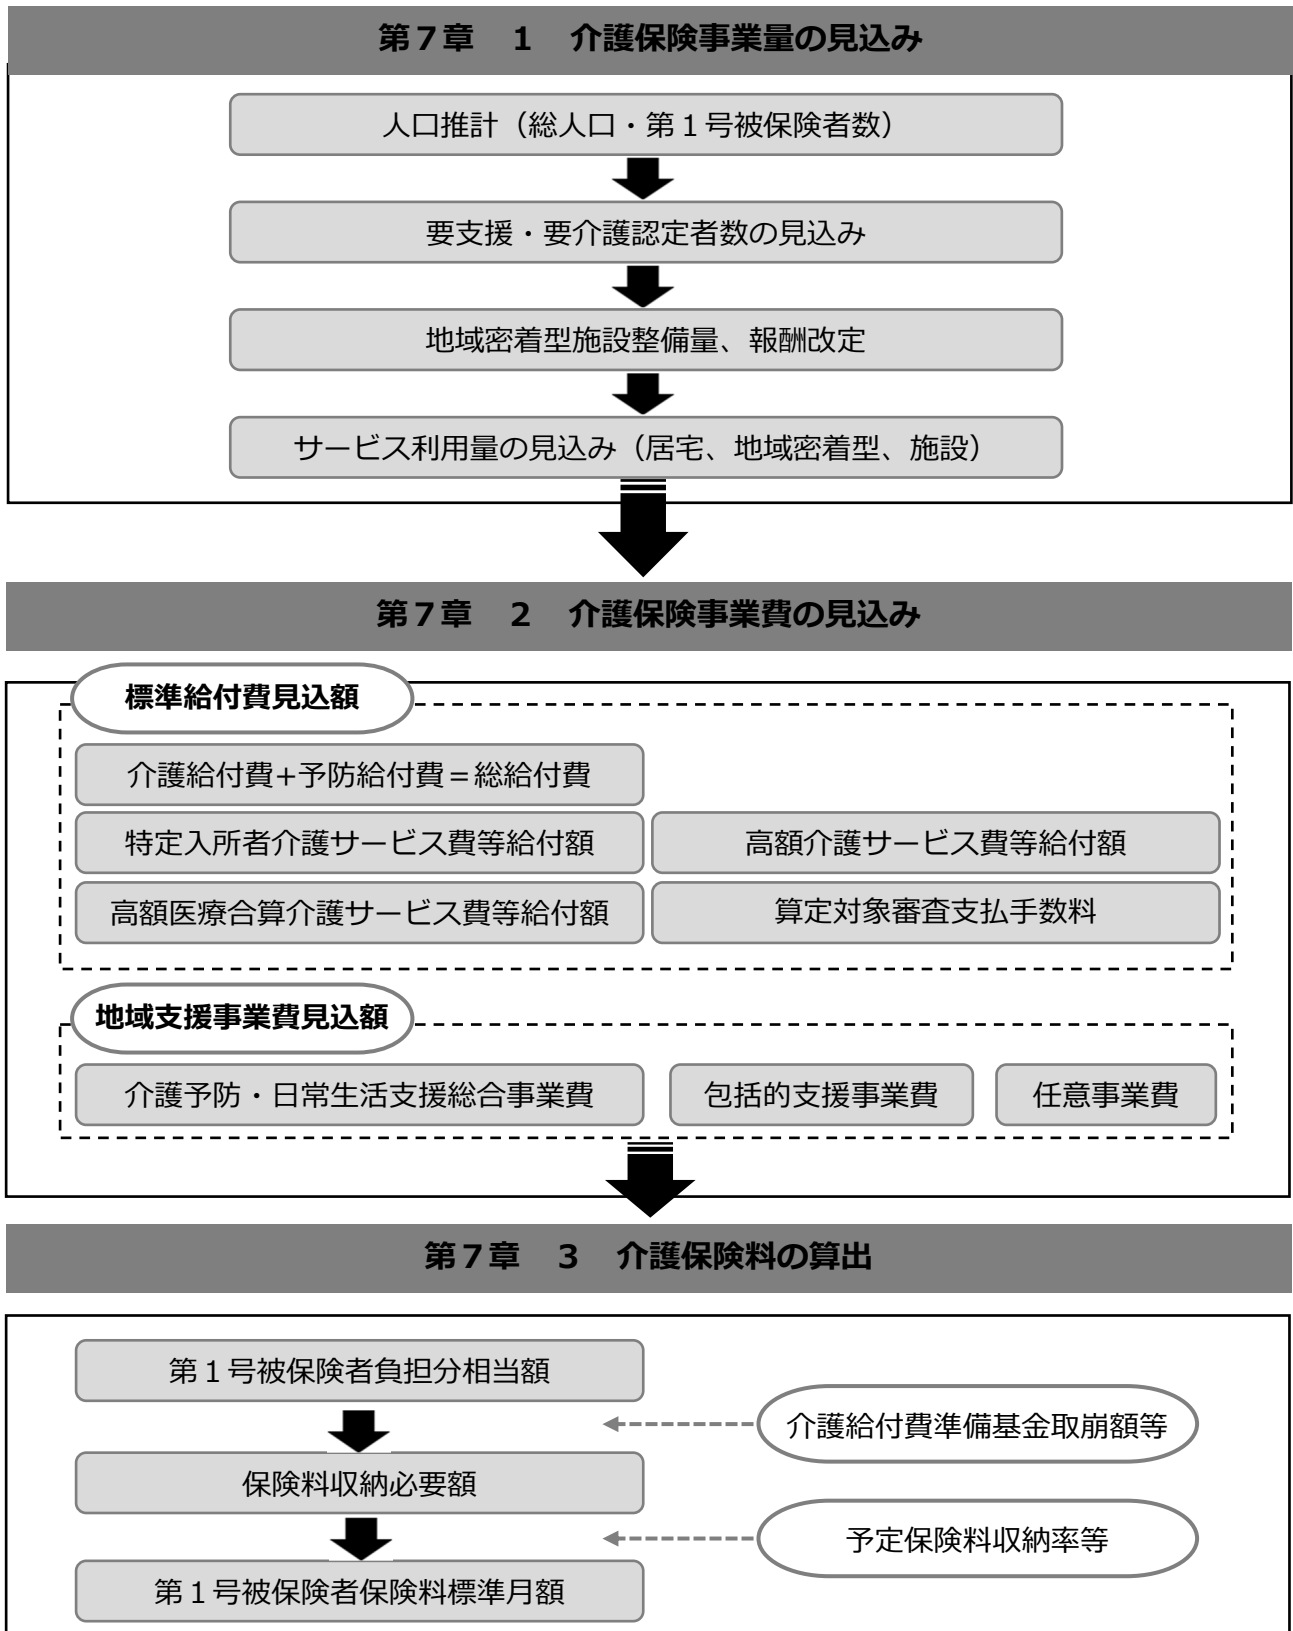 第７章　1　介護保険事業量の見込み
人口推計（総人口・第１号被保険者数）
要支援・要介護認定者数の見込み
地域密着型施設整備量、報酬改定
サービス利用量の見込み（居宅、地域密着型、施設）
第７章　2　介護保険事業費の見込み
標準給付費見込額
介護給付費+予防給付費＝総給付費
特定入所者介護サービス費等給付額
高額介護サービス費等給付額
高額医療合算介護サービス費等給付額
算定対象審査支払手数料
地域支援事業費見込額
介護予防・日常生活支援総合事業費
包括的支援事業費
任意事業費
第７章　3　介護保険料の算出
第１号被保険者負担分相当額
介護給付費準備基金取崩額等
保険料収納必要額
予定保険料収納率等
第１号被保険者保険料標準月額